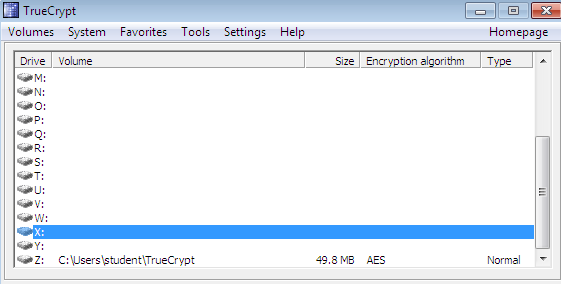 TrueCrypt
Volumes System Favorites Tools Settings Help Homepage
Drive Volume Size Encryption algorithm Type
M:
N:
O:
P:
Q:
R:
S:
T:
U:
V:
W:
X:
Y:
Z: C:\Users\student\TrueCrypt 49.8 MB AES Normal